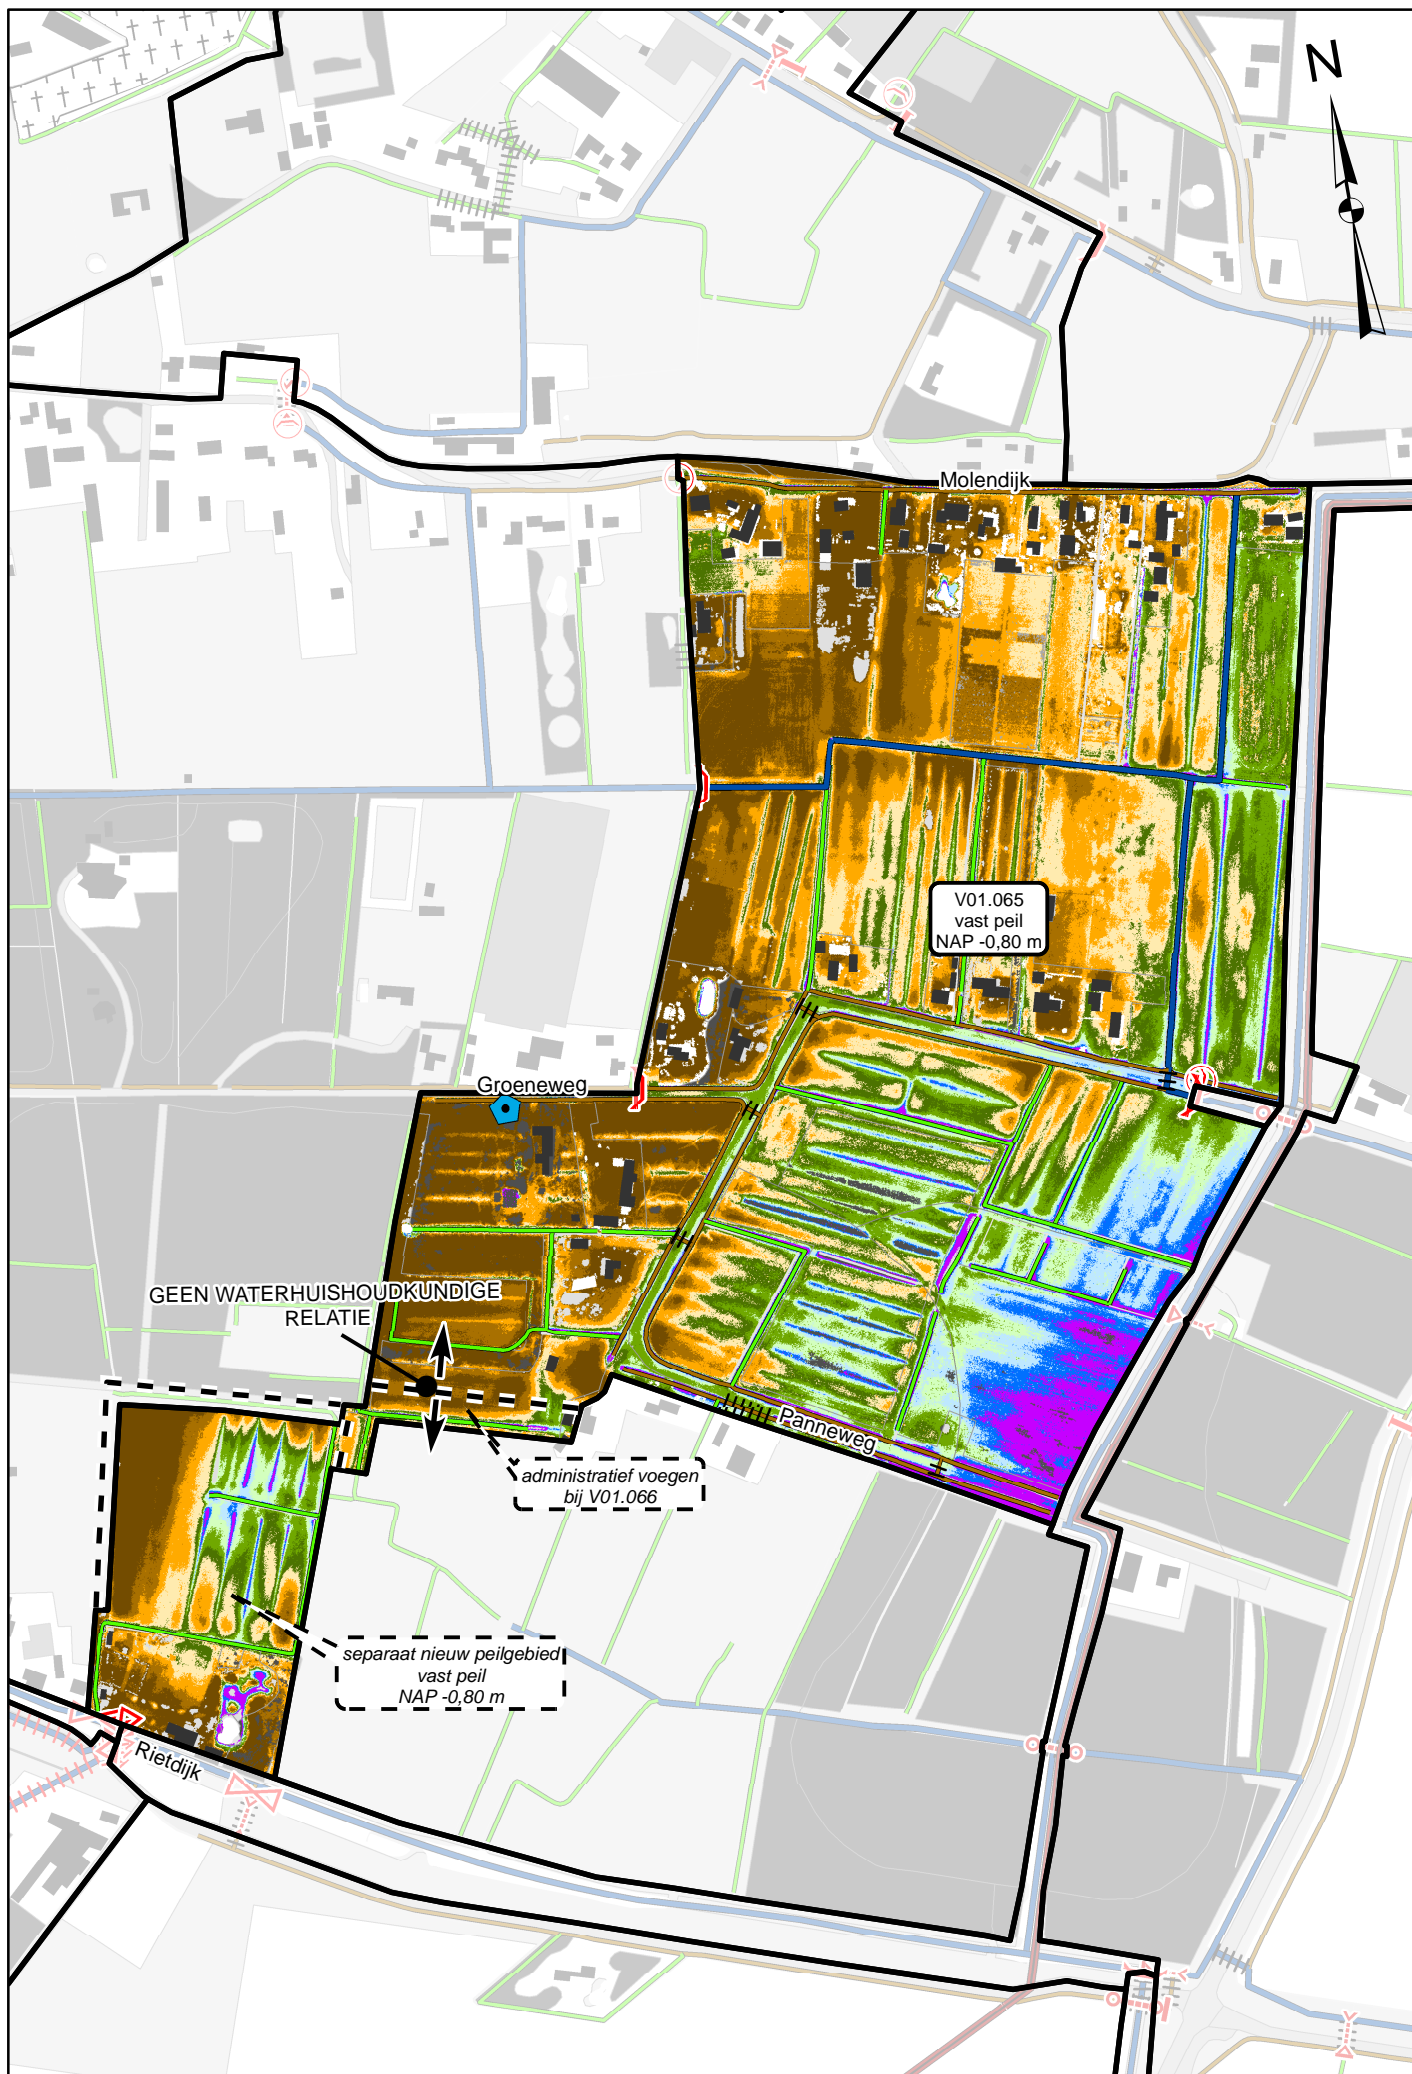 N
Molendijk
V01.065
vast peil
NAP -0,80 m
Groeneweg
GEEN WATERHUISHOUDKUNDIGE
RELATIE
Panneweg
administratief voegen
bij V01.066
separaat nieuw peilgebied
vast peil
NAP -0,80 m
Rietdijk